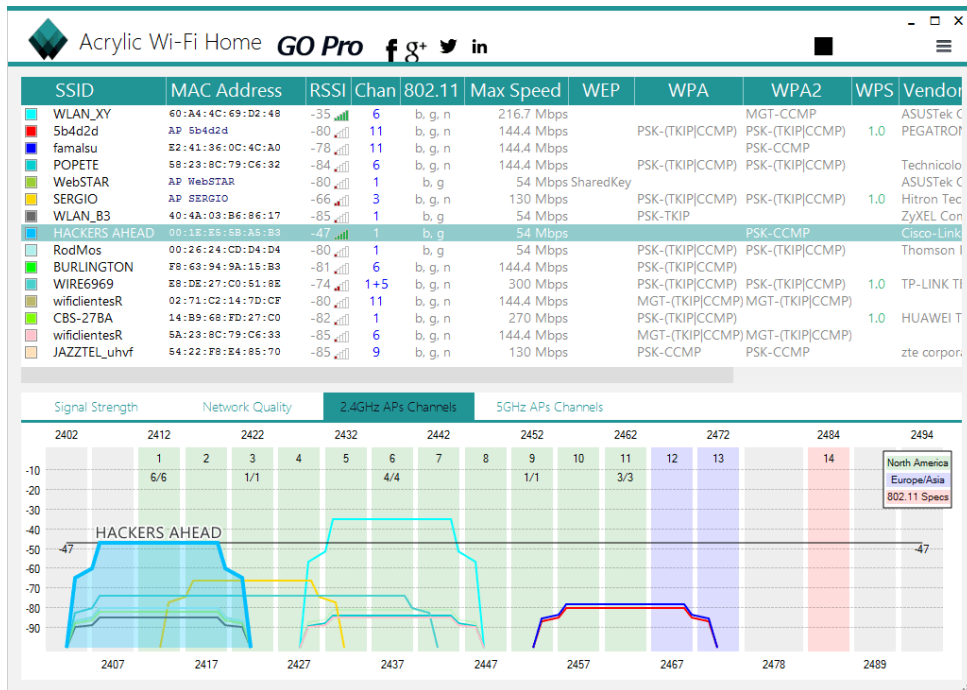 Acrylic Wi-Fi Home GO Pro f g+ in
SSID MAC Address RSSI Chan 802.11 Max Speed WEP WPA WPA2 WPS Vendor
WLAN_XY 60:A4:4C:69:D2:48 -35 6 b, g, n 216.7 Mbps MGT-CCMP ASUSTek C
5b4d2d AP 5b4d2d -80 11 b, g, n 144.4 Mbps PSK-(TKIP|CCMP) PSK-(TKIP|CCMP) 1.0 PEGATRON
famalsu E2:41:36:0C:4C:A0 -78 11 b, g, n 144.4 Mbps PSK-CCMP
POPETE 58:23:8C:79:C6:32 -84 6 b, g, n 144.4 Mbps PSK-(TKIP|CCMP) PSK-(TKIP|CCMP) Technicolo
WebSTAR AP WebSTAR -80 1 b, g 54 Mbps SharedKey ASUSTek C
SERGIO AP SERGIO -66 3 b, g, n 130 Mbps PSK-(TKIP|CCMP) PSK-(TKIP|CCMP) 1.0 Hitron Tec
WLAN_B3 40:4A:03:B6:86:17 -85 1 b, g 54 Mbps PSK-TKIP ZyXEL Con
HACKERS AHEAD 00:1E:E5:5B:A5:B3 -47 1 b, g 54 Mbps PSK-CCMP Cisco-Link
RodMos 00:26:24:CD:D4:D4 -80 1 b, g 54 Mbps PSK-(TKIP|CCMP) Thomson
BURLINGTON F8:63:94:9A:15:B3 -81 6 b, g, n 144.4 Mbps PSK-(TKIP|CCMP)
WIRE6969 E8:DE:27:C0:51:8E -74 1+5 b, g, n 300 Mbps PSK-(TKIP|CCMP) PSK-(TKIP|CCMP) 1.0 TP-LINK
wificlientesR 02:71:C2:14:7D:CF -80 11 b, g, n 144.4 Mbps MGT-(TKIP|CCMP) MGT-(TKIP|CCMP)
CBS-27BA 14:B9:68:FD:27:C0 -82 1 b, g, n 270 Mbps PSK-(TKIP|CCMP) 1.0 HUAWEI T
wificlientesR 5A:23:8C:79:C6:33 -85 6 b, g, n 144.4 Mbps MGT-(TKIP|CCMP) MGT-(TKIP|CCMP)
JAZZTEL_uhvf 54:22:F8:E4:85:70 -85 9 b, g, n 130 Mbps PSK-CCMP PSK-CCMP zte corpora
Signal Strength Network Quality 2.4GHz APs Channels 5GHz APs Channels
2402 2412 2422 2432 2442 2452 2462 2472 2484 2494
1 2 3 4 5 6 7 8 9 10 11 12 13 14
6/6 1/1 4/4 1/1 3/3
North America
Europe/Asia
802.11 Specs
-10
-20
-30
-40
HACKERS AHEAD
-50
-47 -47
-60
-70
-80
-90
2407 2417 2427 2437 2447 2457 2467 2478 2489